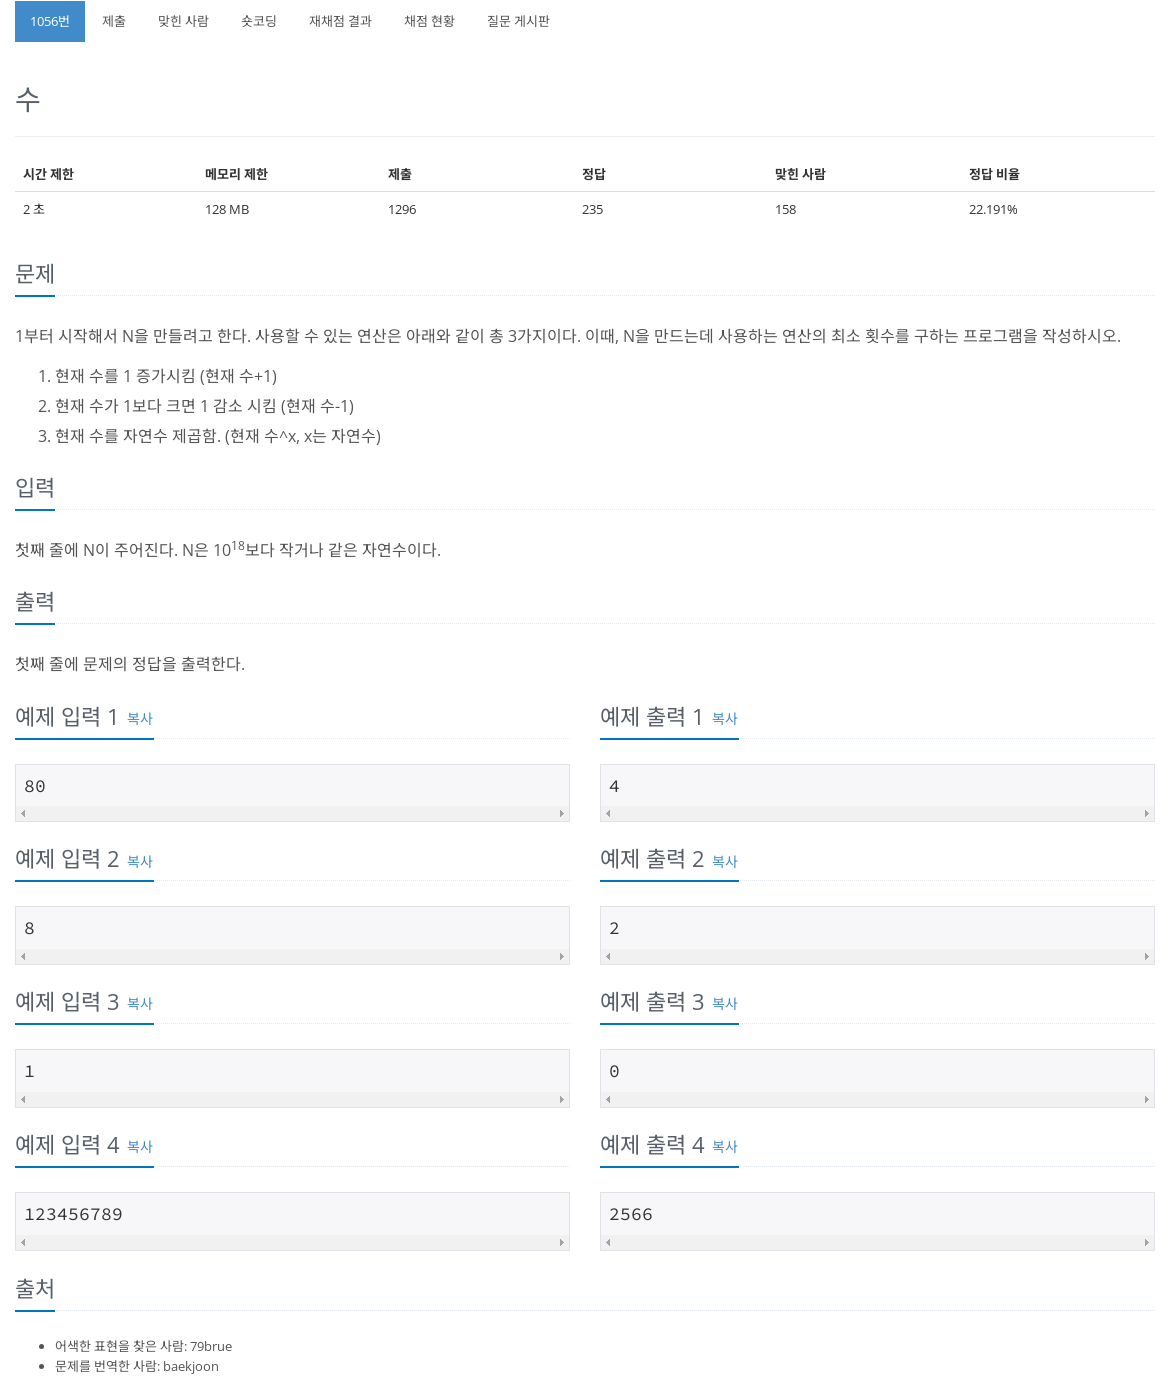 1056번 제출 맞힌 사람 숏코딩 재채점 결과 채점 현황 질문 게시판
수
시간 제한 메모리 제한 제출 정답 맞힌 사람 정답 비율
2 초 128 MB 1296 235 158 22.191%
문제
1부터 시작해서 N을 만들려고 한다. 사용할 수 있는 연산은 아래와 같이 총 3가지이다. 이때, N을 만드는데 사용하는 연산의 최소 횟수를 구하는 프로그램을 작성하시오.
1. 현재 수를 1 증가시킴 (현재 수+1)
2. 현재 수가 1보다 크면 1 감소 시킴 (현재 수-1)
3. 현재 수를 자연수 제곱함. (현재 수^x, x는 자연수)
입력
첫째 줄에 N이 주어진다. N은 10^18보다 작거나 같은 자연수이다.
출력
첫째 줄에 문제의 정답을 출력한다.
예제 입력 1 복사 예제 출력 1 복사
80 4
예제 입력 2 복사 예제 출력 2 복사
8 2
예제 입력 3 복사 예제 출력 3 복사
1 0
예제 입력 4 복사 예제 출력 4 복사
123456789 2566
출처
• 어색한 표현을 찾은 사람: 79brue
• 문제를 번역한 사람: baekjoon